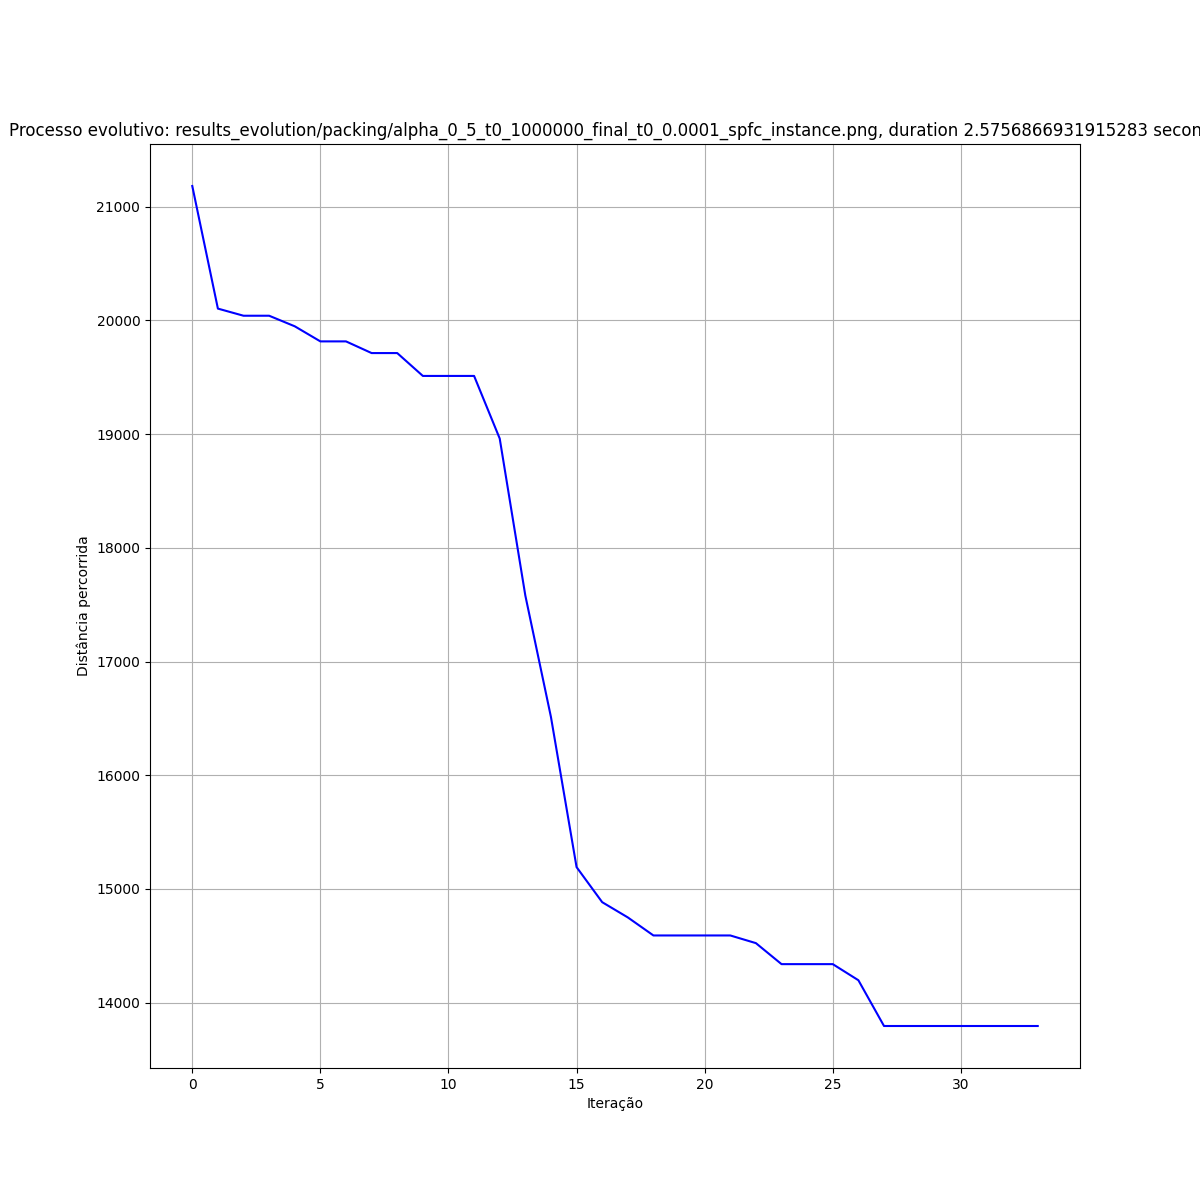 Processo evolutivo: results_evolution/packing/alpha_0_5_t0_1000000_final_t0_0.0001_spfc_instance.png, duration 2.5756866931915283 secon
21000
20000
19000
18000
17000
16000
15000
14000
Distância percorrida
0 5 10 15 20 25 30
Iteração